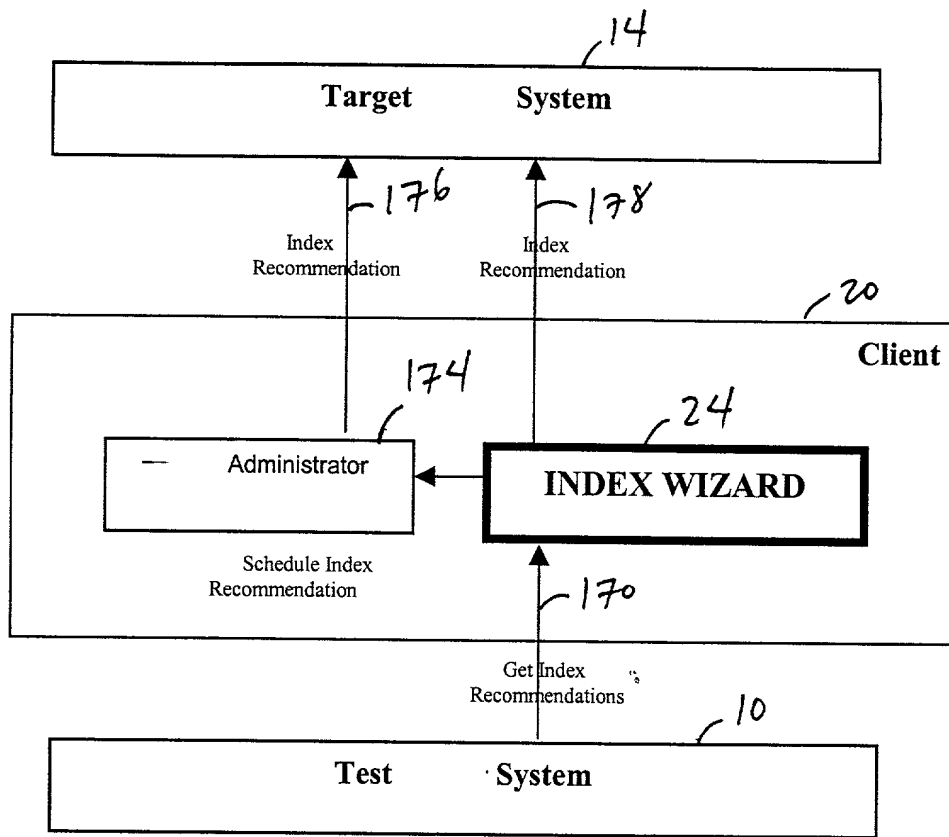 14
Target System
176
178
Index
Recommendation
Index
Recommendation
20
Client
174
24
Administrator
INDEX WIZARD
Schedule Index
Recommendation
170
Get Index
Recommendations
10
Test System